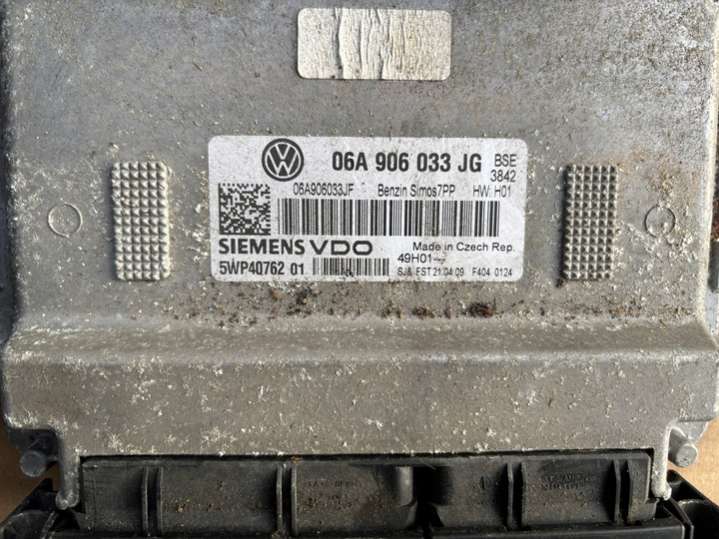 06A 906 033 JG BSE
3842
06A906033JF Benzin Simos7PP HW: H01
SIEMENS VDO Made in Czech Rep.
5WP40762 01 49H01
SJ& FST 21.04.09 F404 0124